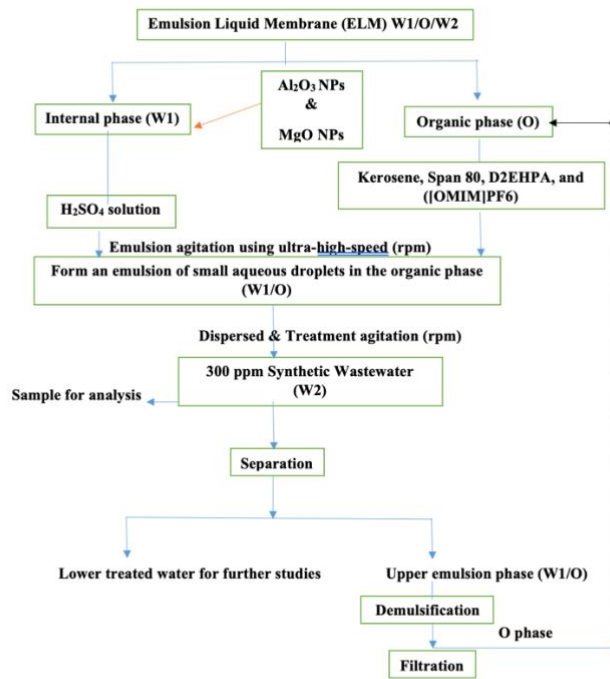 Emulsion Liquid Membrane (ELM) W1/O/W2
Al₂O₃ NPs
&
MgO NPs
Internal phase (W1)
Organic phase (O)
Kerosene, Span 80, D2EHPA, and
([OMIM]PF6)
H₂SO₄ solution
Emulsion agitation using ultra-high-speed (rpm)
Form an emulsion of small aqueous droplets in the organic phase
(W1/O)
Dispersed & Treatment agitation (rpm)
300 ppm Synthetic Wastewater
(W2)
Sample for analysis
Separation
Lower treated water for further studies
Upper emulsion phase (W1/O)
Demulsification
O phase
Filtration